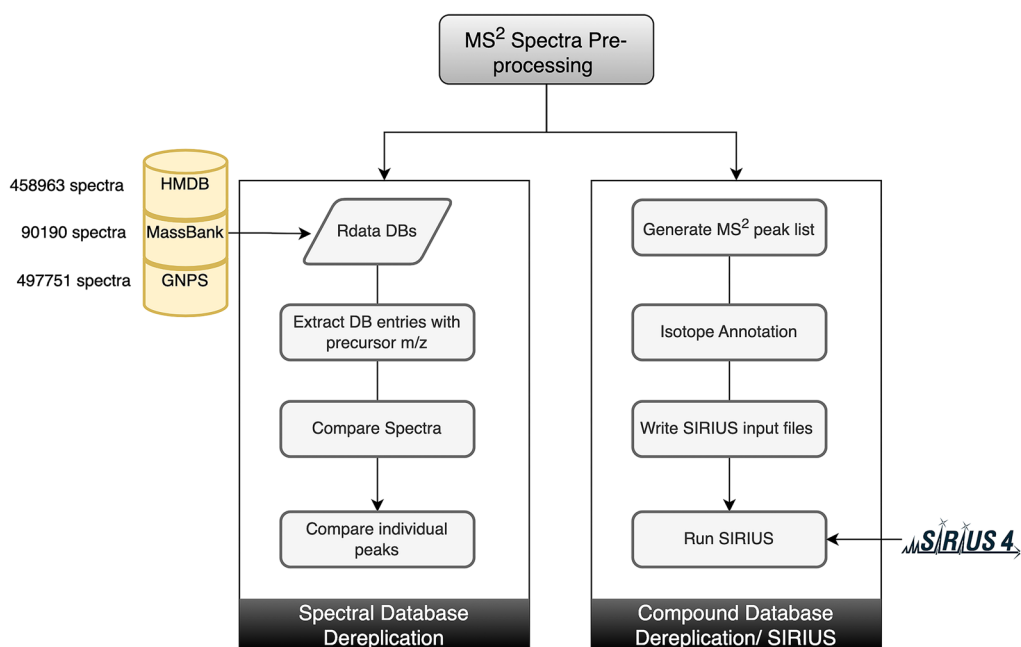 MS² Spectra Pre-
processing
458963 spectra
HMDB
90190 spectra
MassBank
497751 spectra
GNPS
Rdata DBs
Extract DB entries with
precursor m/z
Compare Spectra
Compare individual
peaks
Spectral Database
Dereplication
Generate MS² peak list
Isotope Annotation
Write SIRIUS input files
Run SIRIUS
SIRIUS 4
Compound Database
Dereplication/ SIRIUS